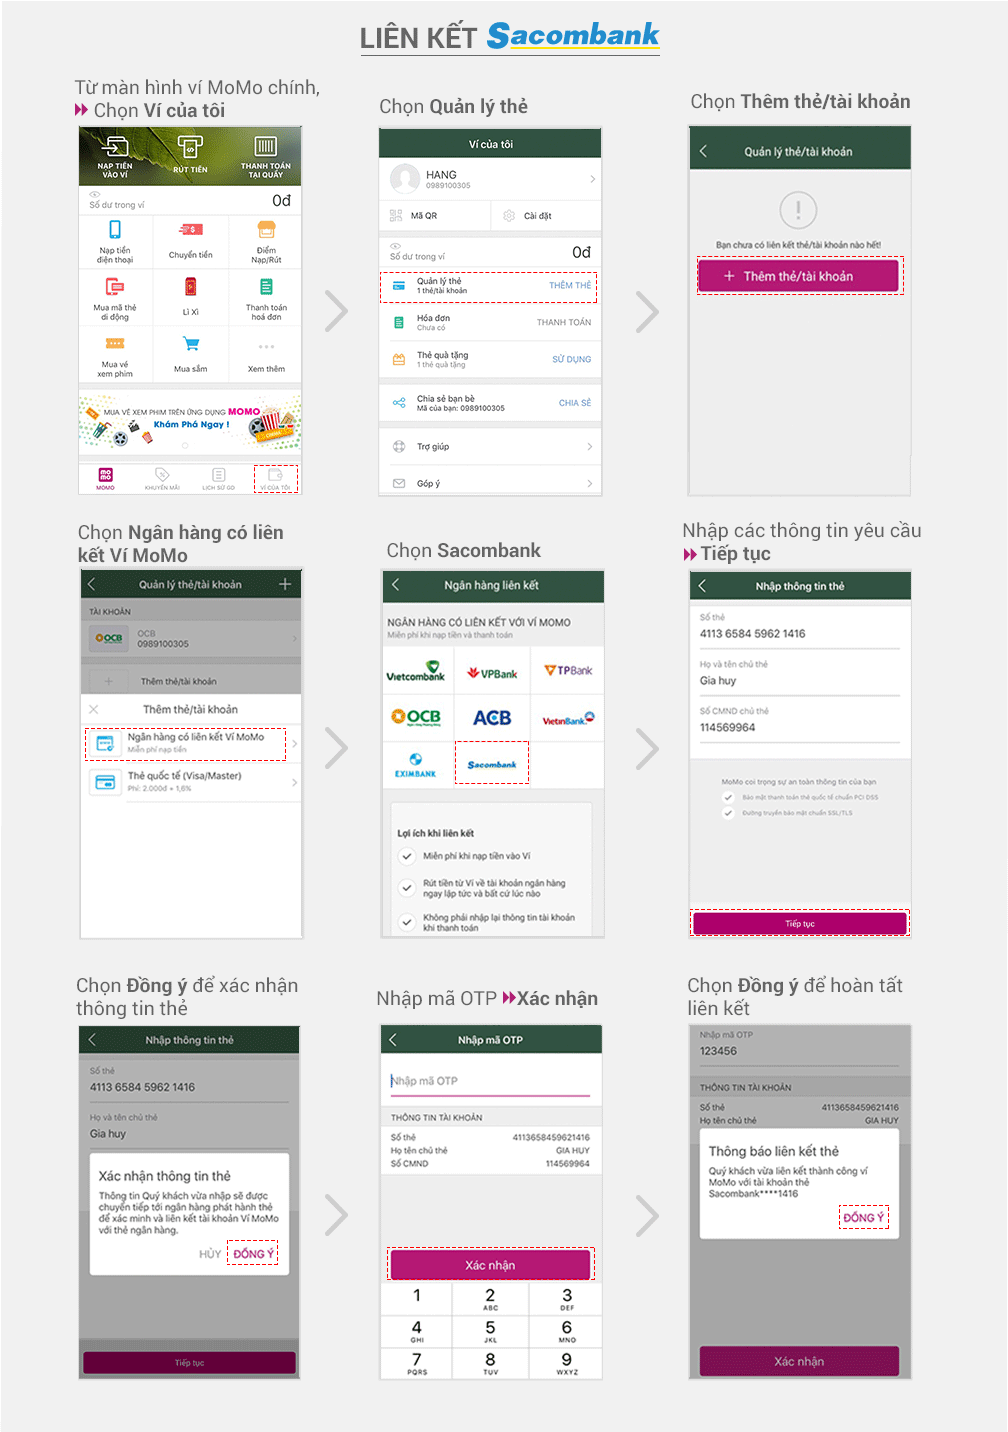 LIÊN KẾT Sacombank
Từ màn hình ví MoMo chính,
Chọn Ví của tôi
NẠP TIỀN
VÀO VÍ
RÚT TIỀN
THANH TOÁN
TẠI QUẦY
Số dư trong ví
0đ
Nạp tiền
điện thoại
Chuyển tiền
Điểm
Nạp/Rút
Mua mã thẻ
di động
Lì Xì
Thanh toán
hoá đơn
Mua vé
xem phim
Mua sắm
Xem thêm
MUA VÉ XEM PHIM TRÊN ỨNG DỤNG MOMO
Khám Phá Ngay !
MOMO
KHUYẾN MÃI
LỊCH SỬ GD
VÍ CỦA TÔI
Chọn Quản lý thẻ
Ví của tôi
HANG
0989100305
Mã QR
Cài đặt
Số dư trong ví
0đ
Quản lý thẻ
1 thẻ/tài khoản
THÊM THẺ
Hóa đơn
Chưa có
THANH TOÁN
Thẻ quà tặng
1 thẻ quà tặng
SỬ DỤNG
Chia sẻ bạn bè
Mã của bạn: 0989100305
CHIA SẺ
Trợ giúp
Góp ý
Chọn Thêm thẻ/tài khoản
Quản lý thẻ/tài khoản
Bạn chưa có liên kết thẻ/tài khoản nào hết!
+ Thêm thẻ/tài khoản
Chọn Ngân hàng có liên
kết Ví MoMo
Quản lý thẻ/tài khoản
TÀI KHOẢN
OCB
OCB
0989100305
Thêm thẻ/tài khoản
Thêm thẻ/tài khoản
Ngân hàng có liên kết Ví MoMo
Miễn phí nạp tiền
Thẻ quốc tế (Visa/Master)
Phí: 2.000đ + 1,6%
Chọn Sacombank
Ngân hàng liên kết
NGÂN HÀNG CÓ LIÊN KẾT VỚI VÍ MOMO
Miễn phí khi nạp tiền và thanh toán
Vietcombank
VPBank
TPBank
OCB
ACB
VietinBank
EXIMBANK
Sacombank
Lợi ích khi liên kết
Miễn phí khi nạp tiền vào Ví
Rút tiền từ Ví về tài khoản ngân hàng
ngay lập tức và bất cứ lúc nào
Không phải nhập lại thông tin tài khoản
khi thanh toán
Nhập các thông tin yêu cầu
Tiếp tục
Nhập thông tin thẻ
Số thẻ
4113 6584 5962 1416
Họ và tên chủ thẻ
Gia huy
Số CMND chủ thẻ
114569964
MoMo coi trọng sự an toàn thông tin của bạn
Bảo mật thanh toán thẻ quốc tế chuẩn PCI DSS
Đường truyền bảo mật chuẩn SSL/TLS
Tiếp tục
Chọn Đồng ý để xác nhận
thông tin thẻ
Nhập thông tin thẻ
Số thẻ
4113 6584 5962 1416
Họ và tên chủ thẻ
Gia huy
Xác nhận thông tin thẻ
Thông tin Quý khách vừa nhập sẽ được
chuyển tiếp tới ngân hàng phát hành thẻ
để xác minh và liên kết tài khoản Ví MoMo
với thẻ ngân hàng.
HỦY
ĐỒNG Ý
Tiếp tục
Nhập mã OTP Xác nhận
Nhập mã OTP
Nhập mã OTP
THÔNG TIN TÀI KHOẢN
Số thẻ 4113658459621416
Họ tên chủ thẻ GIA HUY
Số CMND 114569964
Xác nhận
1 2 3
ABC DEF
4 5 6
GHI JKL MNO
7 8 9
PQRS TUV WXYZ
Chọn Đồng ý để hoàn tất
liên kết
Nhập mã OTP
123456
THÔNG TIN TÀI KHOẢN
Số thẻ 4113658459621416
Họ tên chủ thẻ GIA HUY
Thông báo liên kết thẻ
Quý khách vừa liên kết thành công ví
MoMo với tài khoản thẻ
Sacombank****1416
ĐỒNG Ý
Xác nhận